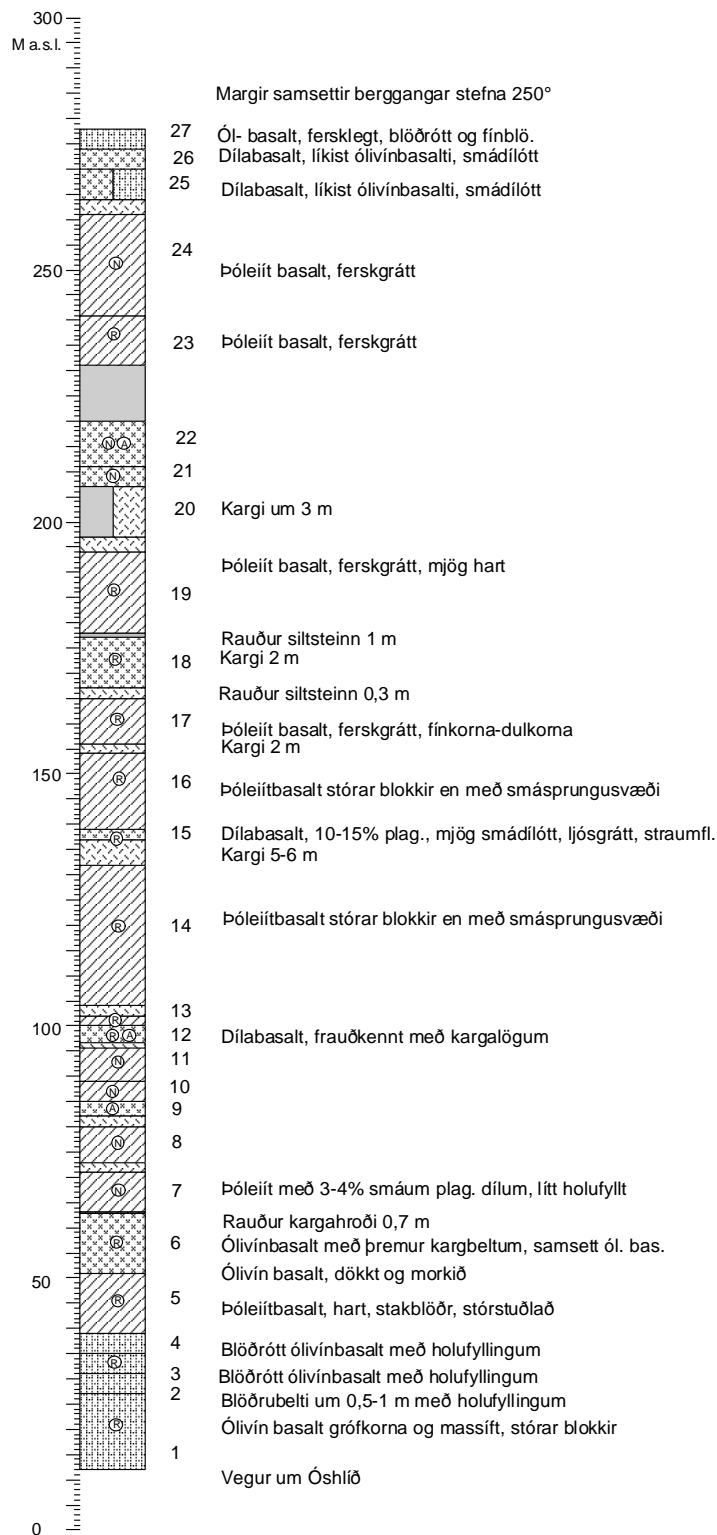 300
M a.s.l.
Margir samsettir berggangar stefna 250°
27 Ól- basalt, fersklegt, blöðrótt og fínblö.
26 Dílabasalt, líkist ólivínbasalti, smádílótt
25 Dílabasalt, líkist ólivínbasalti, smádílótt
24
N
250 Þóleiít basalt, ferskgrátt
R
23 Þóleiít basalt, ferskgrátt
22
N A
21
N
20 Kargi um 3 m
200
Þóleiít basalt, ferskgrátt, mjög hart
R
19
Rauður siltsteinn 1 m
18 Kargi 2 m
R
Rauður siltsteinn 0,3 m
R
17
Þóleiít basalt, ferskgrátt, fínkorna-dulkorna
Kargi 2 m
150
R
16 Þóleiítbasalt stórar blokkir en með smásprungusvæði
R
15 Dílabasalt, 10-15% plag., mjög smádílótt, ljósgrátt, straumfl.
Kargi 5-6 m
R
14 Þóleiítbasalt stórar blokkir en með smásprungusvæði
13
R
100
R A
12 Dílabasalt, frauðkennt með kargalögum
11
N
10
N
9
A
8
N
7 Þóleiít með 3-4% smáum plag. dílum, lítt holufyllt
N
Rauður kargahroði 0,7 m
R
6 Ólivínbasalt með þremur kargbeltum, samsett ól. bas.
50 Ólivín basalt, dökkt og morkið
R
5 Þóleiítbasalt, hart, stakblöðr, stórstuðlað
4 Blöðrótt ólivínbasalt með holufyllingum
R
3 Blöðrótt ólivínbasalt með holufyllingum
2 Blöðrubelti um 0,5-1 m með holufyllingum
R
Ólivín basalt grófkorna og massíft, stórar blokkir
1
Vegur um Óshlíð
0